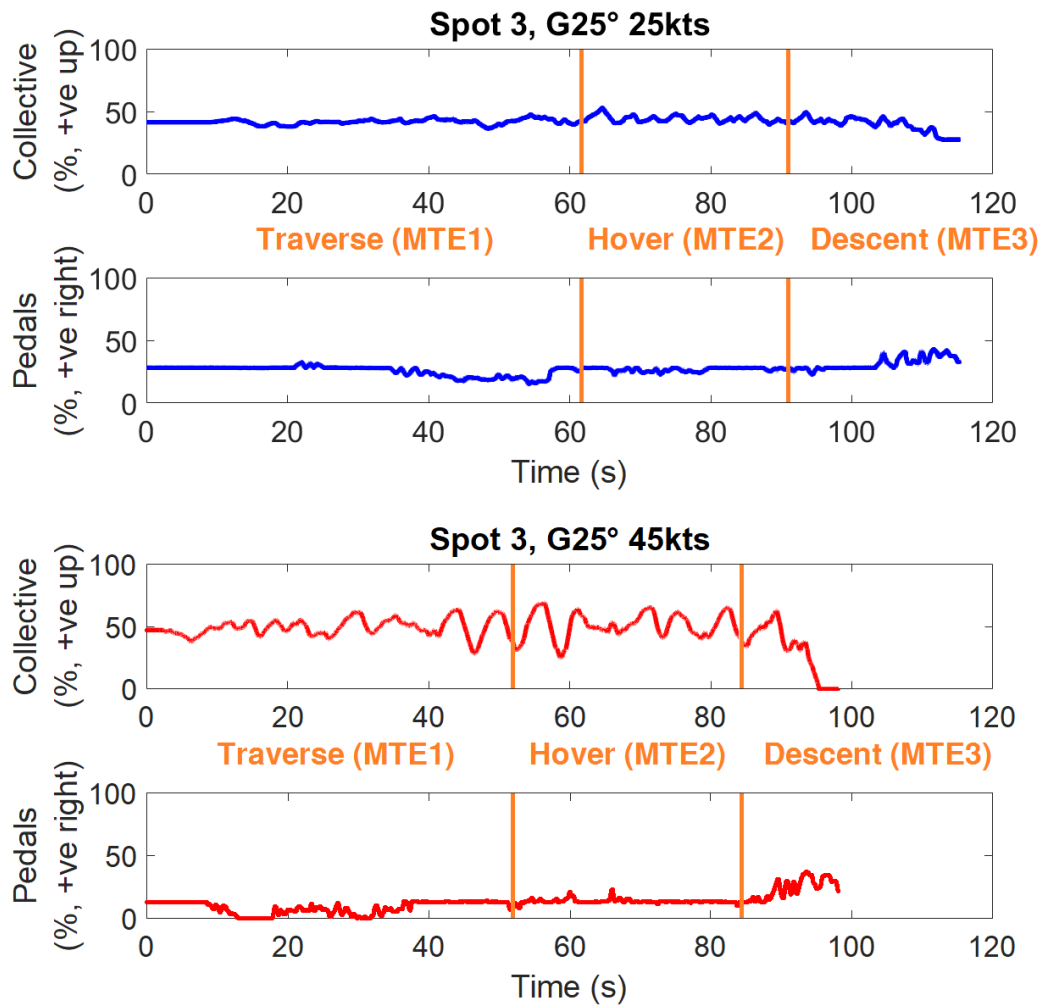 Spot 3, G25° 25kts
Collective
(%, +ve up)
100
50
0
0 20 40 60 80 100 120
Traverse (MTE1) Hover (MTE2) Descent (MTE3)
Pedals
(%, +ve right)
100
50
0
0 20 40 60 80 100 120
Time (s)
Spot 3, G25° 45kts
Collective
(%, +ve up)
100
50
0
0 20 40 60 80 100 120
Traverse (MTE1) Hover (MTE2) Descent (MTE3)
Pedals
(%, +ve right)
100
50
0
0 20 40 60 80 100 120
Time (s)